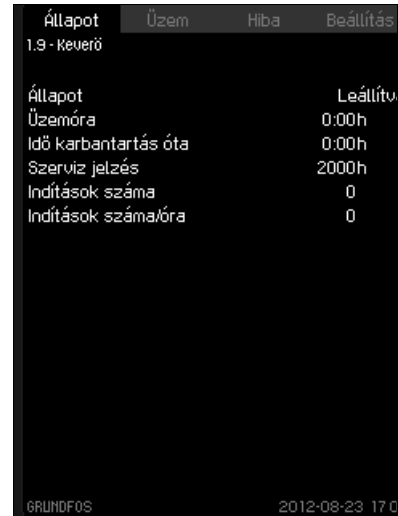 Állapot Üzem Hiba Beállítás
1.9 - Keverő
Állapot Leállítv
Üzemóra 0:00h
Idő karbantartás óta 0:00h
Szerviz jelzés 2000h
Indítások száma 0
Indítások száma/óra 0
GRUNDFOS 2012-08-23 17:0